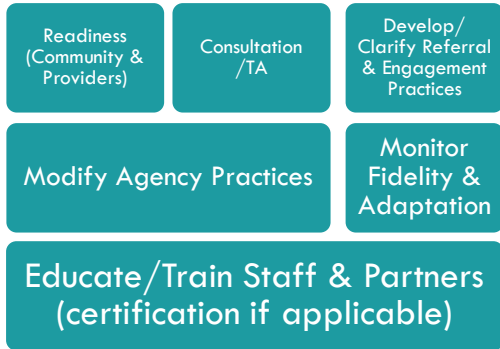 Readiness
(Community &
Providers)
Consultation
/TA
Develop/
Clarify Referral
& Engagement
Practices
Modify Agency Practices
Monitor
Fidelity &
Adaptation
Educate/Train Staff & Partners
(certification if applicable)